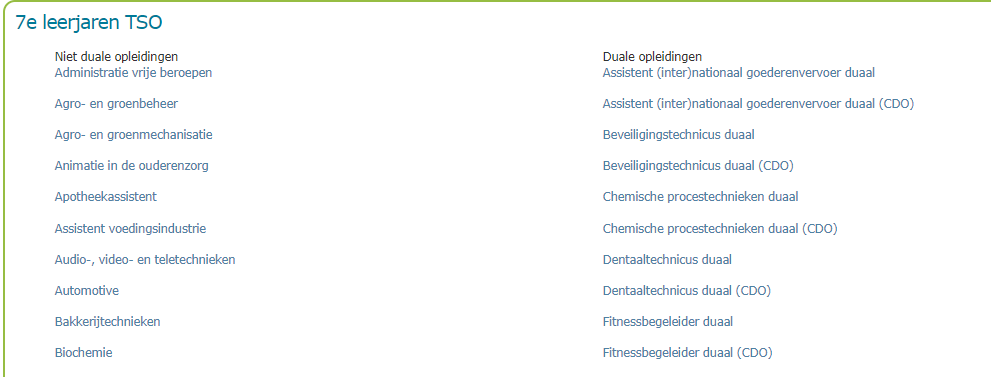 7e leerjaren TSO
Niet duale opleidingen
Administratie vrije beroepen
Agro- en groenbeheer
Agro- en groenmechanisatie
Animatie in de ouderenzorg
Apotheekassistent
Assistent voedingsindustrie
Audio-, video- en teletechnieken
Automotive
Bakkerijtechnieken
Biochemie
Duale opleidingen
Assistent (inter)nationaal goederenvervoer duaal
Assistent (inter)nationaal goederenvervoer duaal (CDO)
Beveiligingstechnicus duaal
Beveiligingstechnicus duaal (CDO)
Chemische procestechnieken duaal
Chemische procestechnieken duaal (CDO)
Dentaaltechnicus duaal
Dentaaltechnicus duaal (CDO)
Fitnessbegeleider duaal
Fitnessbegeleider duaal (CDO)